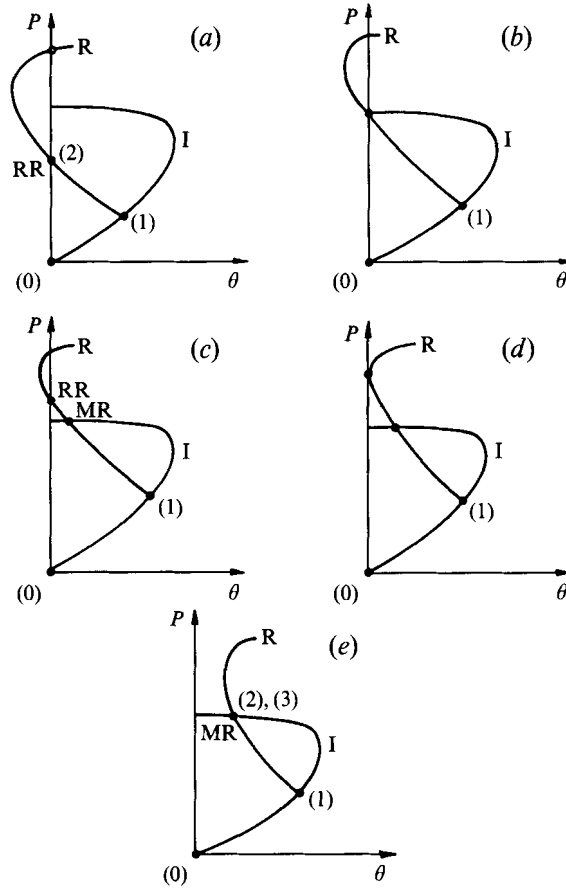 P
R
(a)
I
RR
(2)
(1)
(0)
θ
P
R
(b)
I
(1)
(0)
θ
P
R
(c)
RR
MR
I
(1)
(0)
θ
P
R
(d)
I
(1)
(0)
θ
P
R
(e)
(2), (3)
MR
I
(1)
(0)
θ